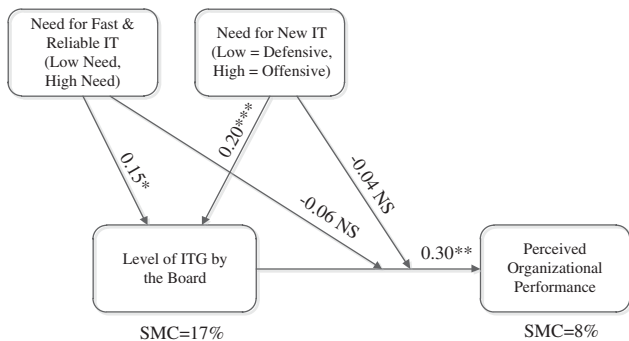 Need for Fast &
Reliable IT
(Low Need,
High Need)
Need for New IT
(Low = Defensive,
High = Offensive)
0.15*
0.20***
-0.06 NS
-0.04 NS
Level of ITG by
the Board
0.30**
Perceived
Organizational
Performance
SMC=17%
SMC=8%